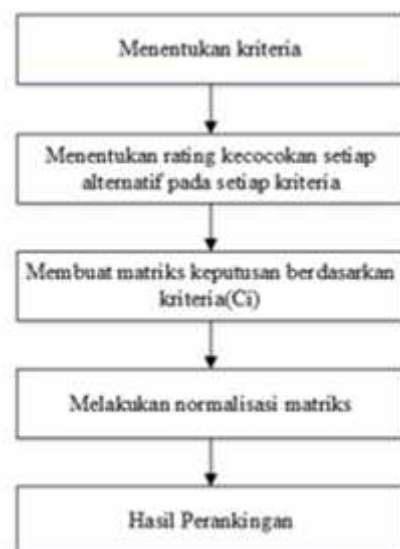 Menentukan kriteria
Menentukan rating kecocokan setiap
alternatif pada setiap kriteria
Membuat matriks keputusan berdasarkan
kriteria(Ci)
Melakukan normalisasi matriks
Hasil Perankingan